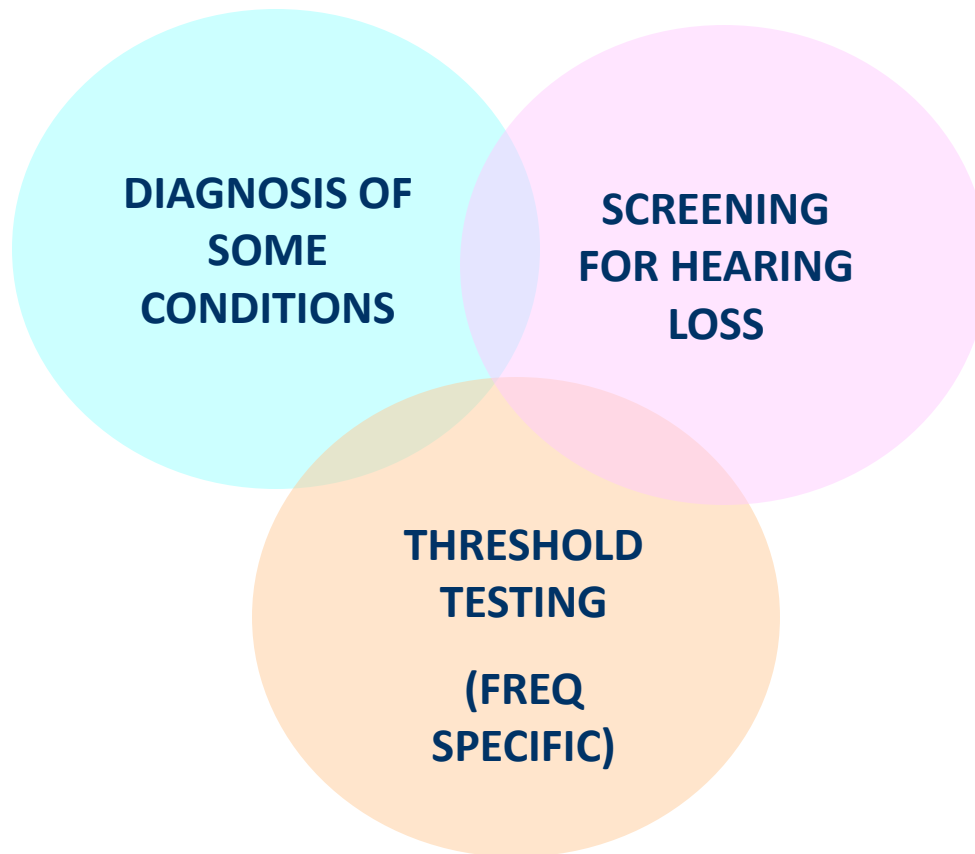 DIAGNOSIS OF
SOME
CONDITIONS
SCREENING
FOR HEARING
LOSS
THRESHOLD
TESTING
(FREQ
SPECIFIC)